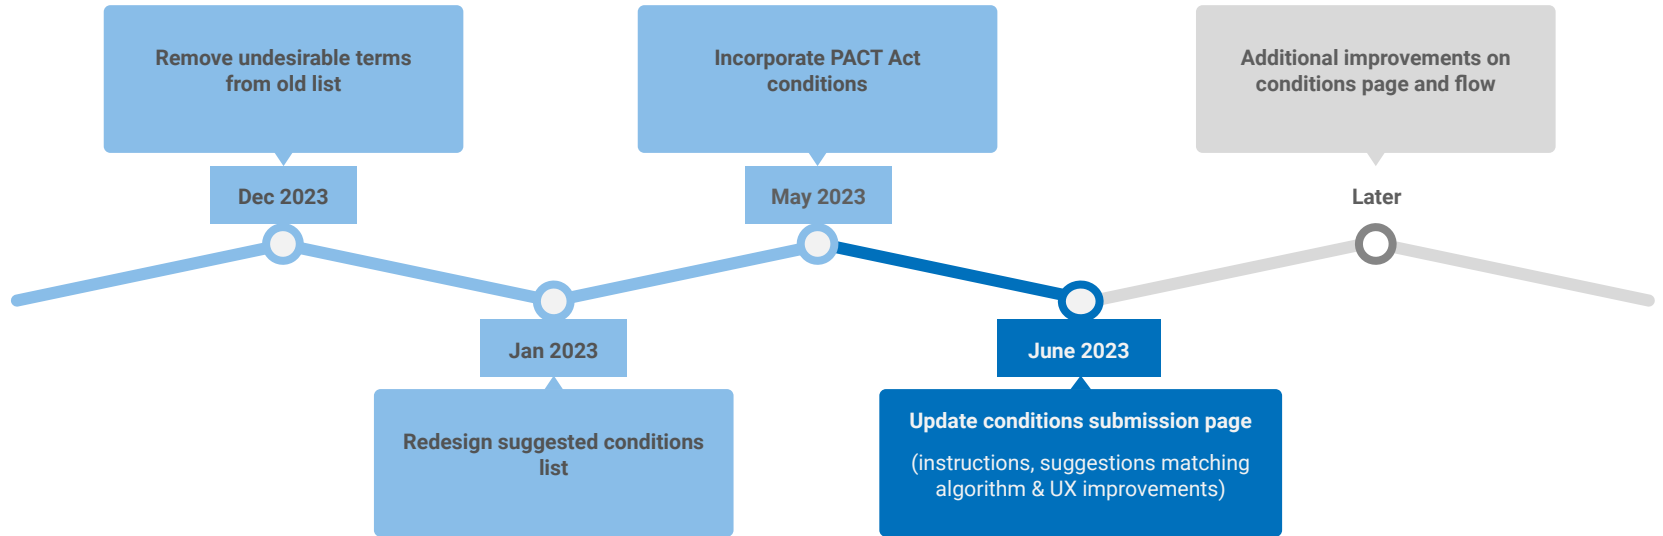 Remove undesirable terms
from old list
Dec 2023
Jan 2023
Redesign suggested conditions
list
Incorporate PACT Act
conditions
May 2023
June 2023
Update conditions submission page
(instructions, suggestions matching
algorithm & UX improvements)
Additional improvements on
conditions page and flow
Later